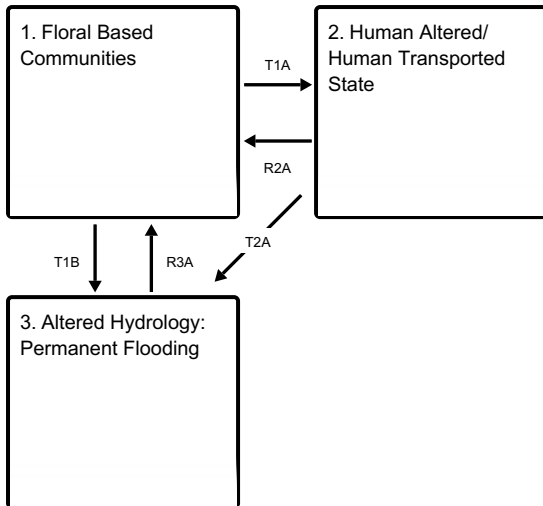 1. Floral Based
Communities
2. Human Altered/
Human Transported
State
T1A
R2A
T2A
T1B
R3A
3. Altered Hydrology:
Permanent Flooding